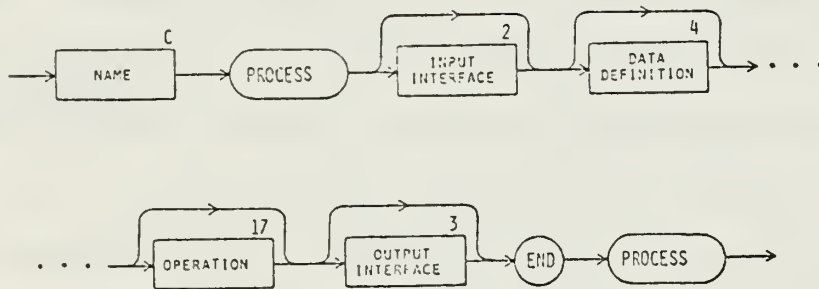 C
2
4
NAME
PROCESS
INPUT
INTERFACE
DATA
DEFINITION
. . .
17
3
. . .
OPERATION
OUTPUT
INTERFACE
END
PROCESS